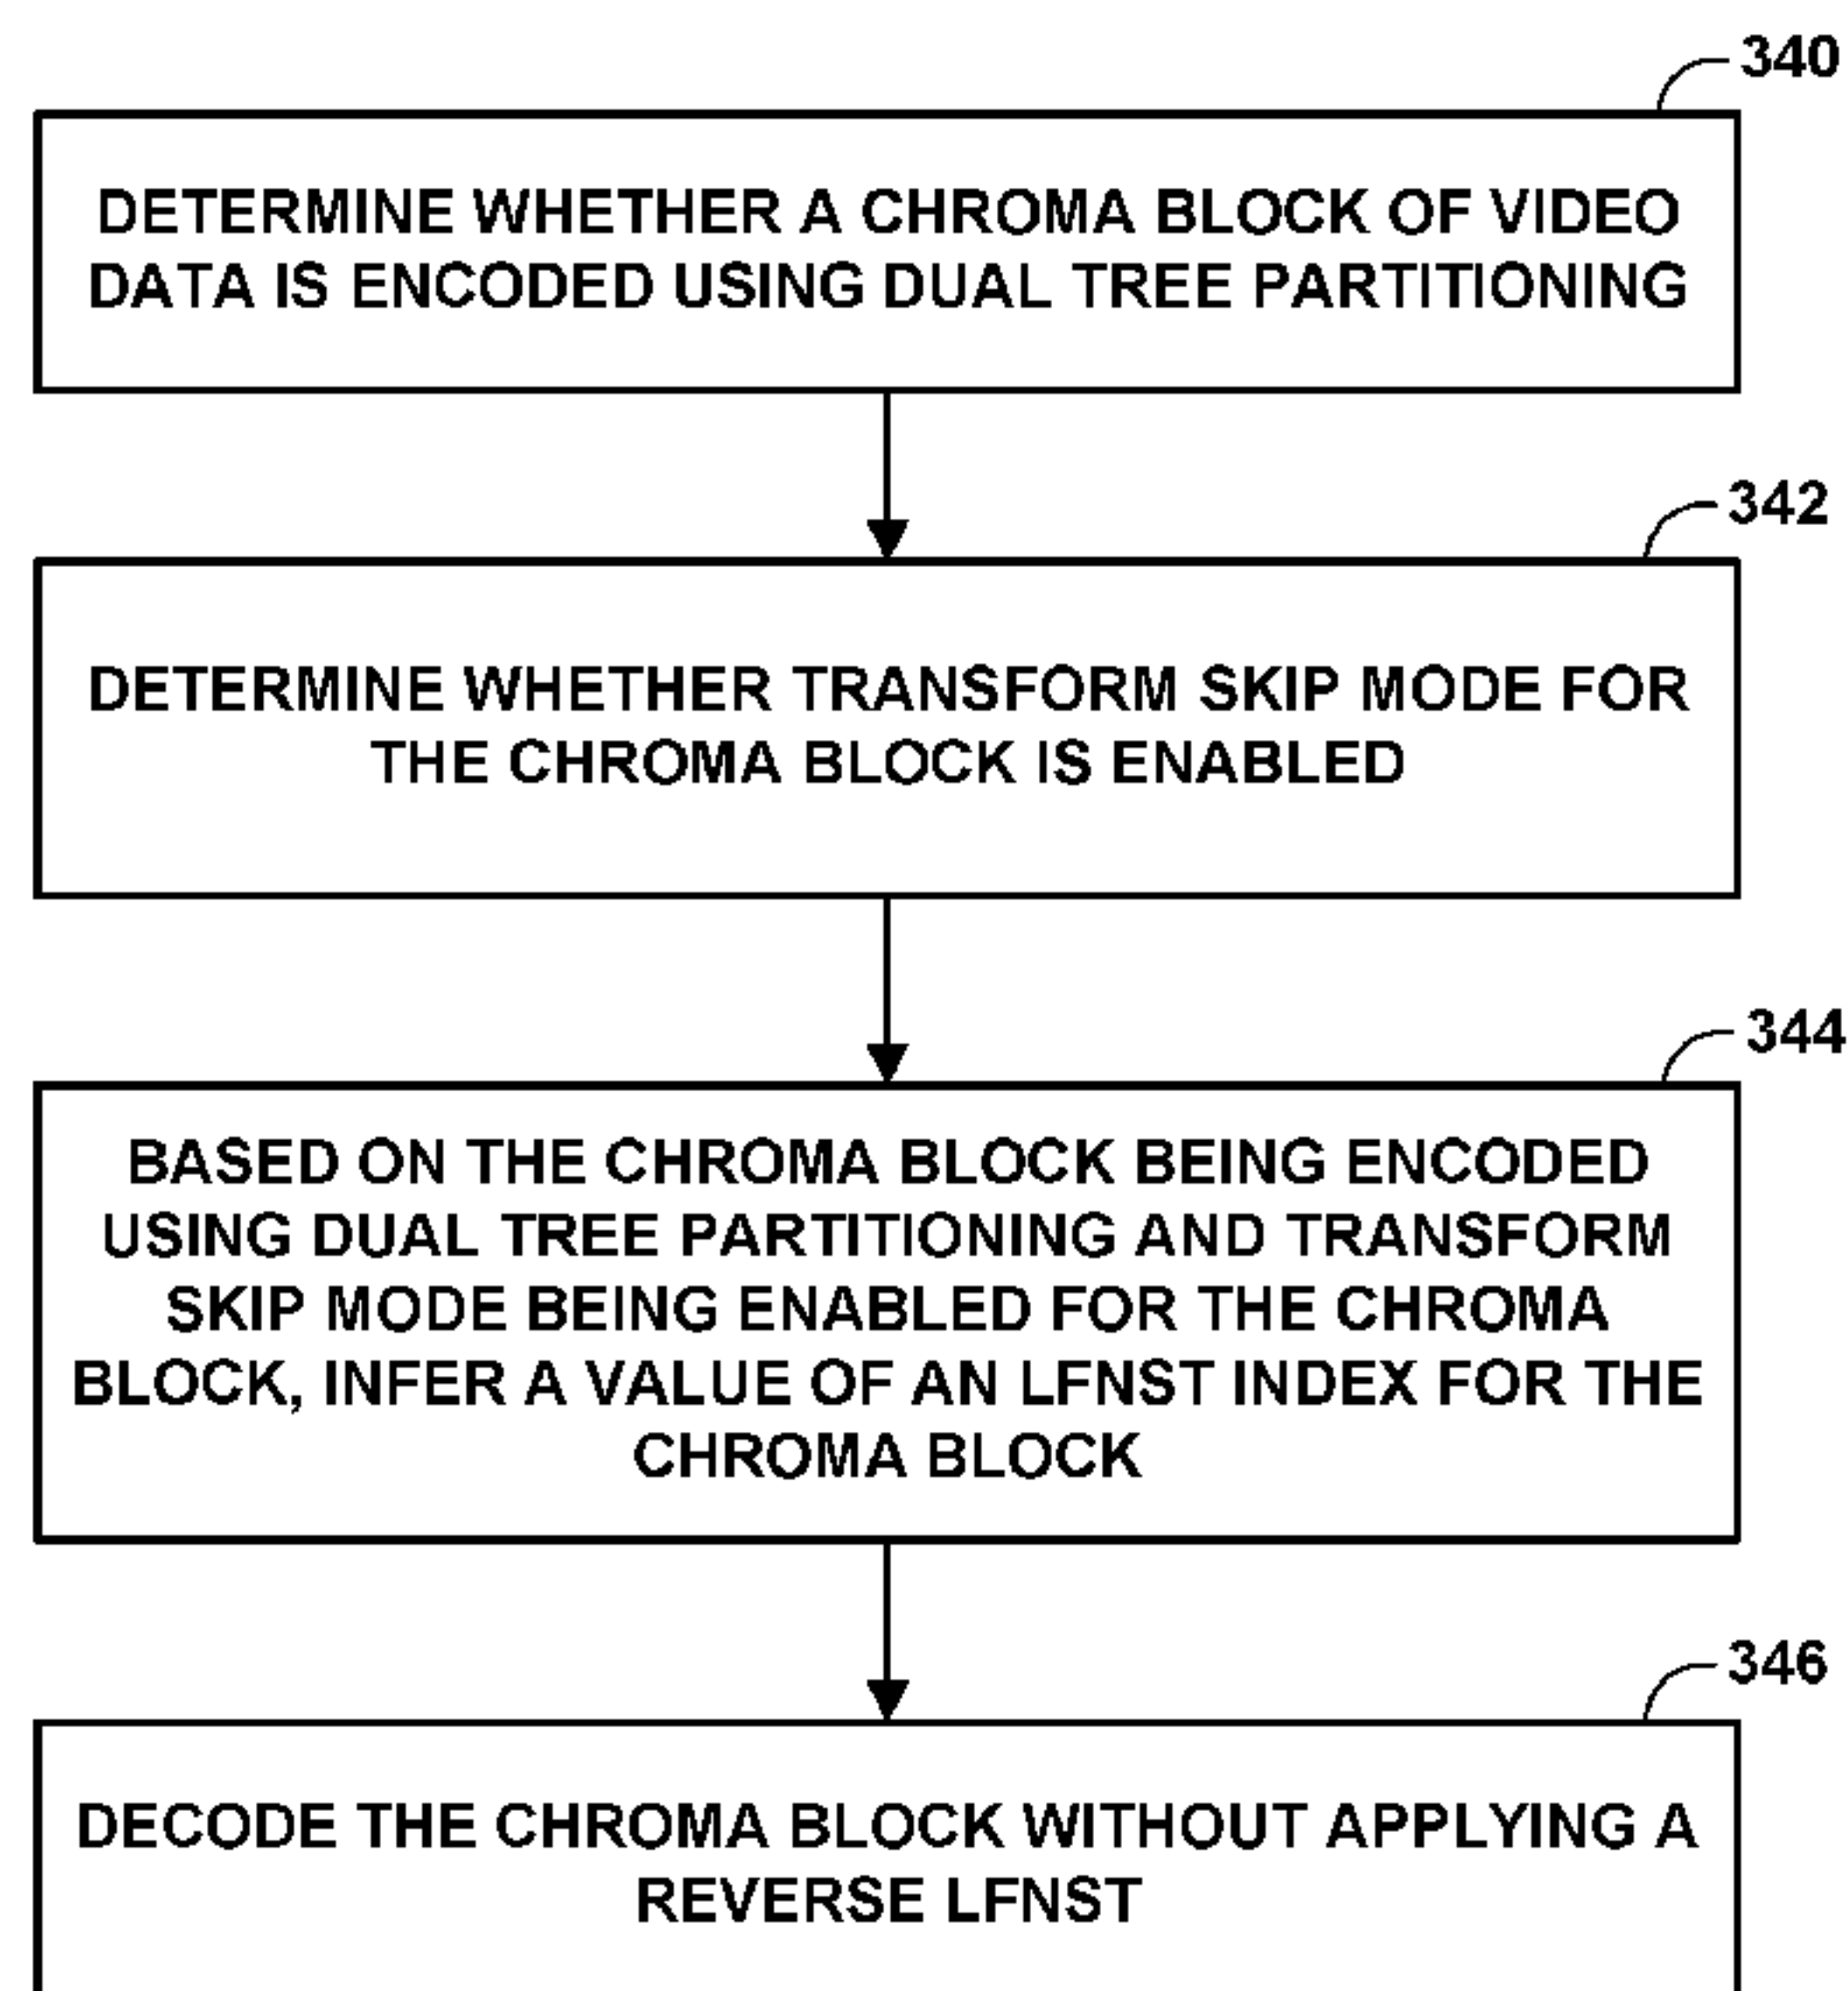 340
DETERMINE WHETHER A CHROMA BLOCK OF VIDEO
DATA IS ENCODED USING DUAL TREE PARTITIONING
342
DETERMINE WHETHER TRANSFORM SKIP MODE FOR
THE CHROMA BLOCK IS ENABLED
344
BASED ON THE CHROMA BLOCK BEING ENCODED
USING DUAL TREE PARTITIONING AND TRANSFORM
SKIP MODE BEING ENABLED FOR THE CHROMA
BLOCK, INFER A VALUE OF AN LFNST INDEX FOR THE
CHROMA BLOCK
346
DECODE THE CHROMA BLOCK WITHOUT APPLYING A
REVERSE LFNST